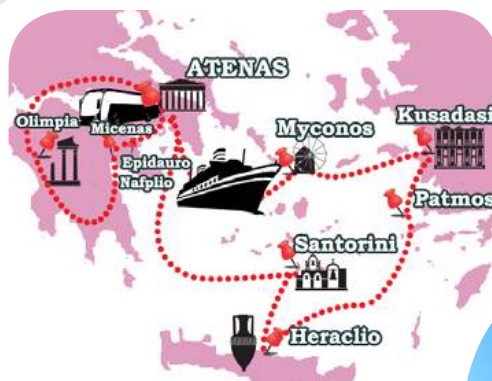 ATENAS
Olimpia
Micenas
Epidauro
Nafplio
Myconos
Kusadasi
Patmos
Santorini
Heraclio